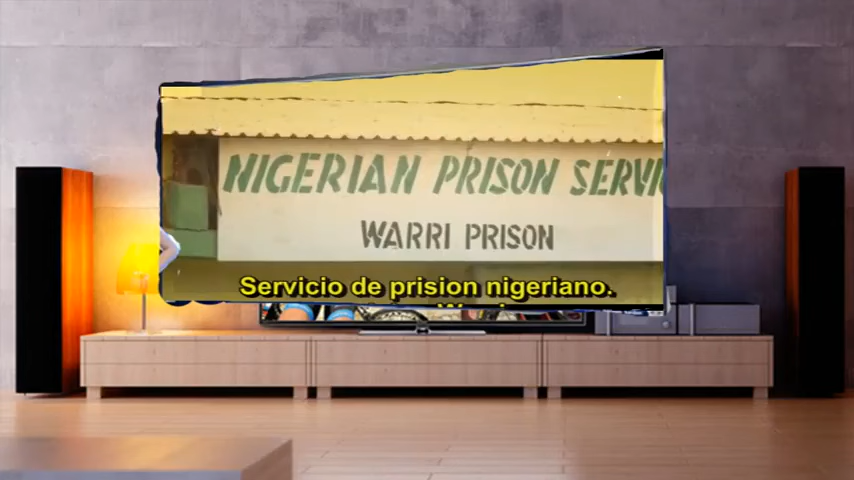 NIGERIAN PRISON SERVI
WARRI PRISON
Servicio de prision nigeriano.